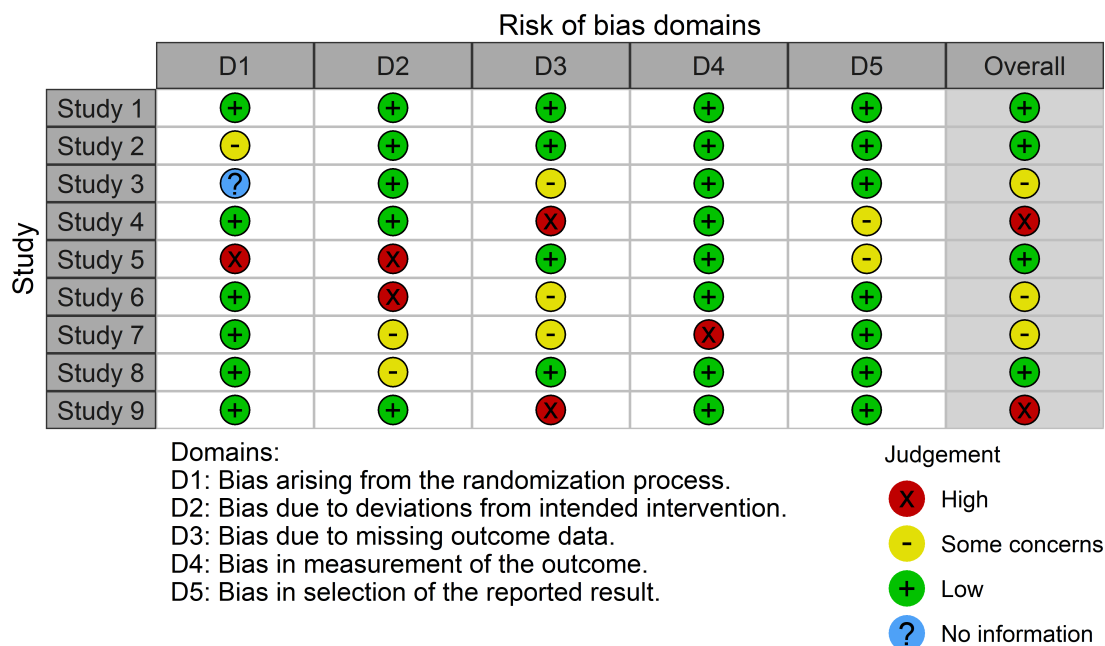 Risk of bias domains
D1 D2 D3 D4 D5 Overall
Study
Study 1 + + + + + +
Study 2 - + + + + +
Study 3 ? + - + + -
Study 4 + + X + - X
Study 5 X X + + - +
Study 6 + X - + + -
Study 7 + - - X + -
Study 8 + - + + + +
Study 9 + + X + + X
Domains:
D1: Bias arising from the randomization process.
D2: Bias due to deviations from intended intervention.
D3: Bias due to missing outcome data.
D4: Bias in measurement of the outcome.
D5: Bias in selection of the reported result.
Judgement
X High
- Some concerns
+ Low
? No information